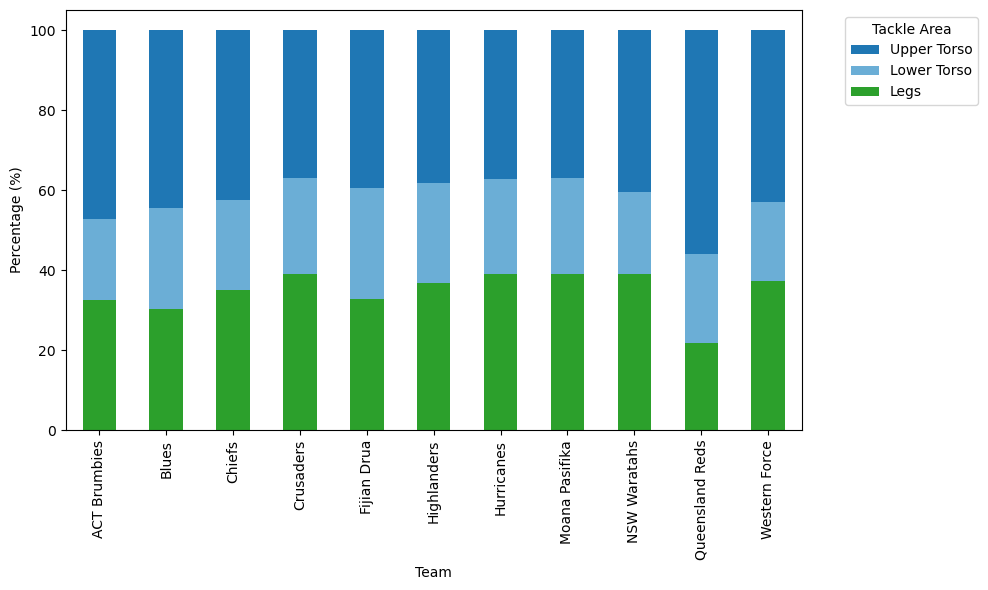 Tackle Area
Upper Torso
Lower Torso
Legs
Percentage (%)
100
80
60
40
20
0
ACT Brumbies
Blues
Chiefs
Crusaders
Fijian Drua
Highlanders
Hurricanes
Moana Pasifika
NSW Waratahs
Queensland Reds
Western Force
Team